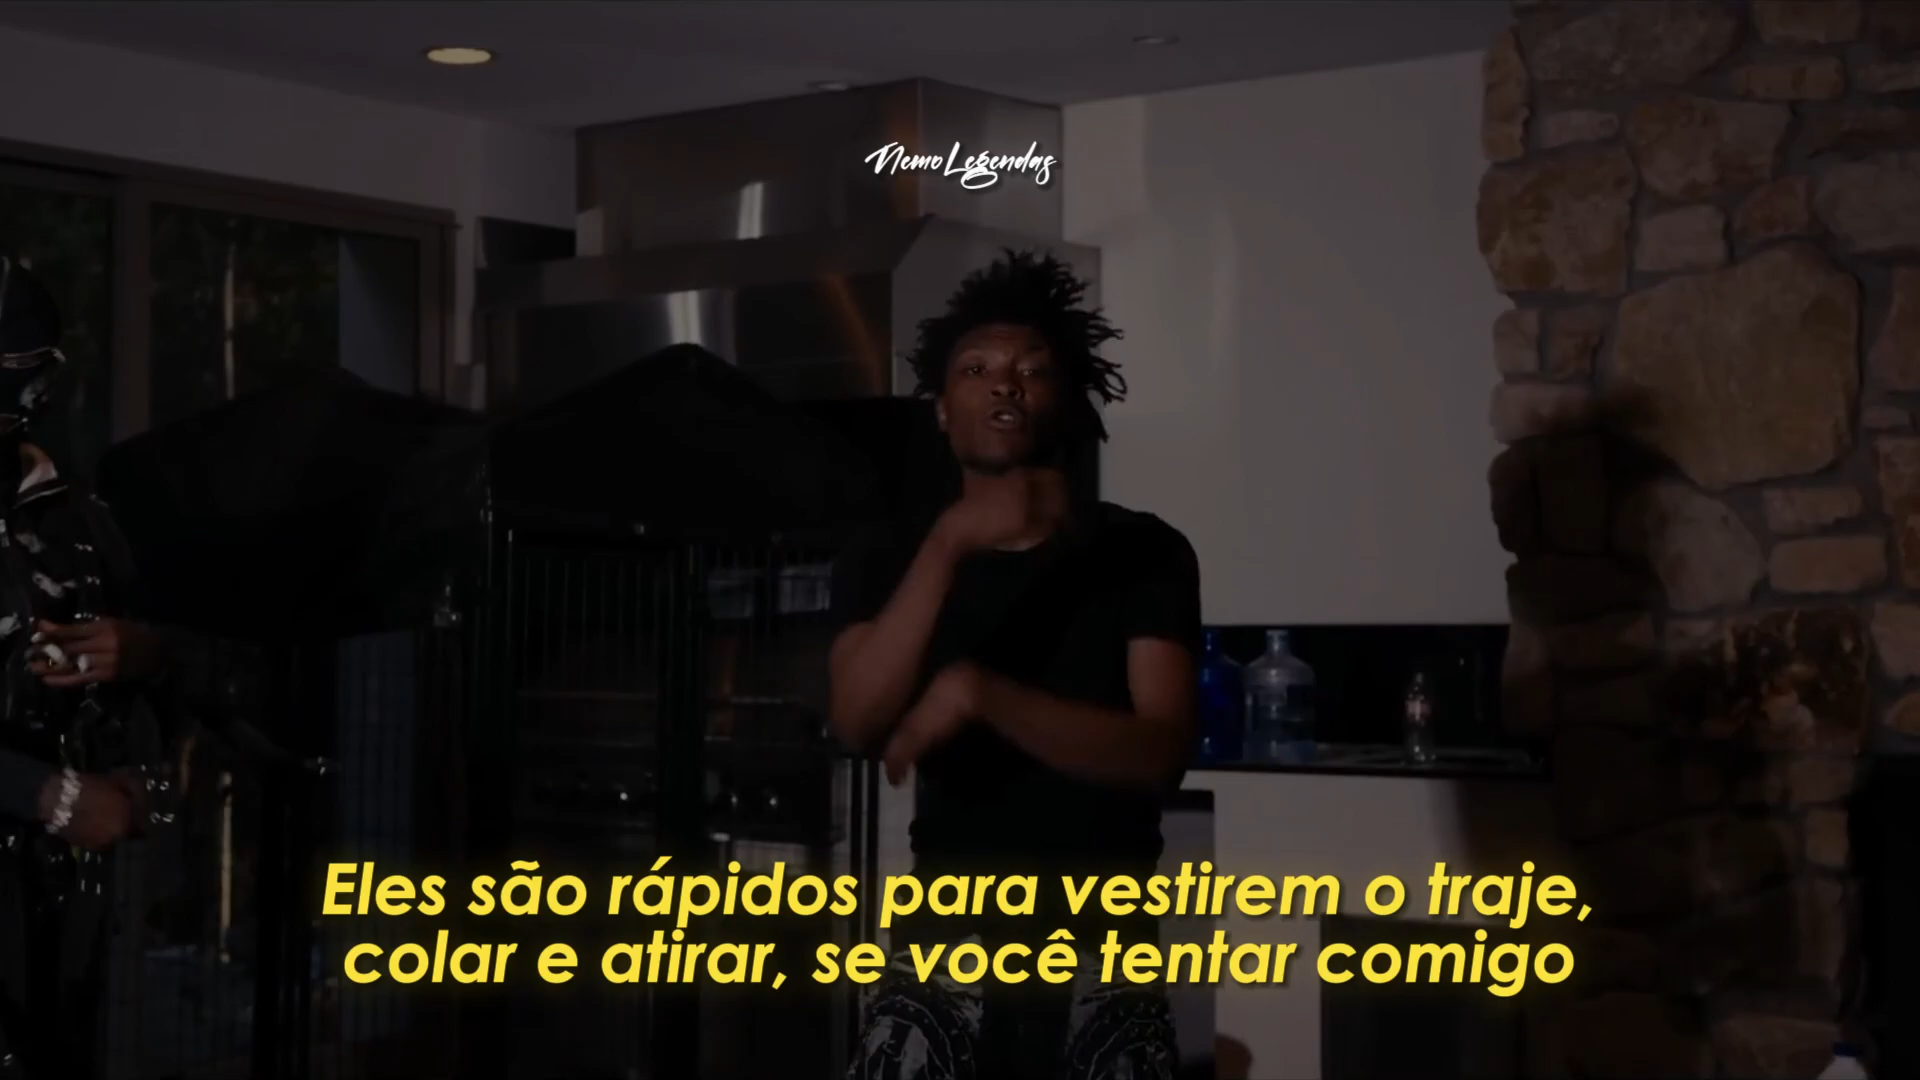 Nemo Legendas
Eles são rápidos para vestirem o traje,
colar e atirar, se você tentar comigo